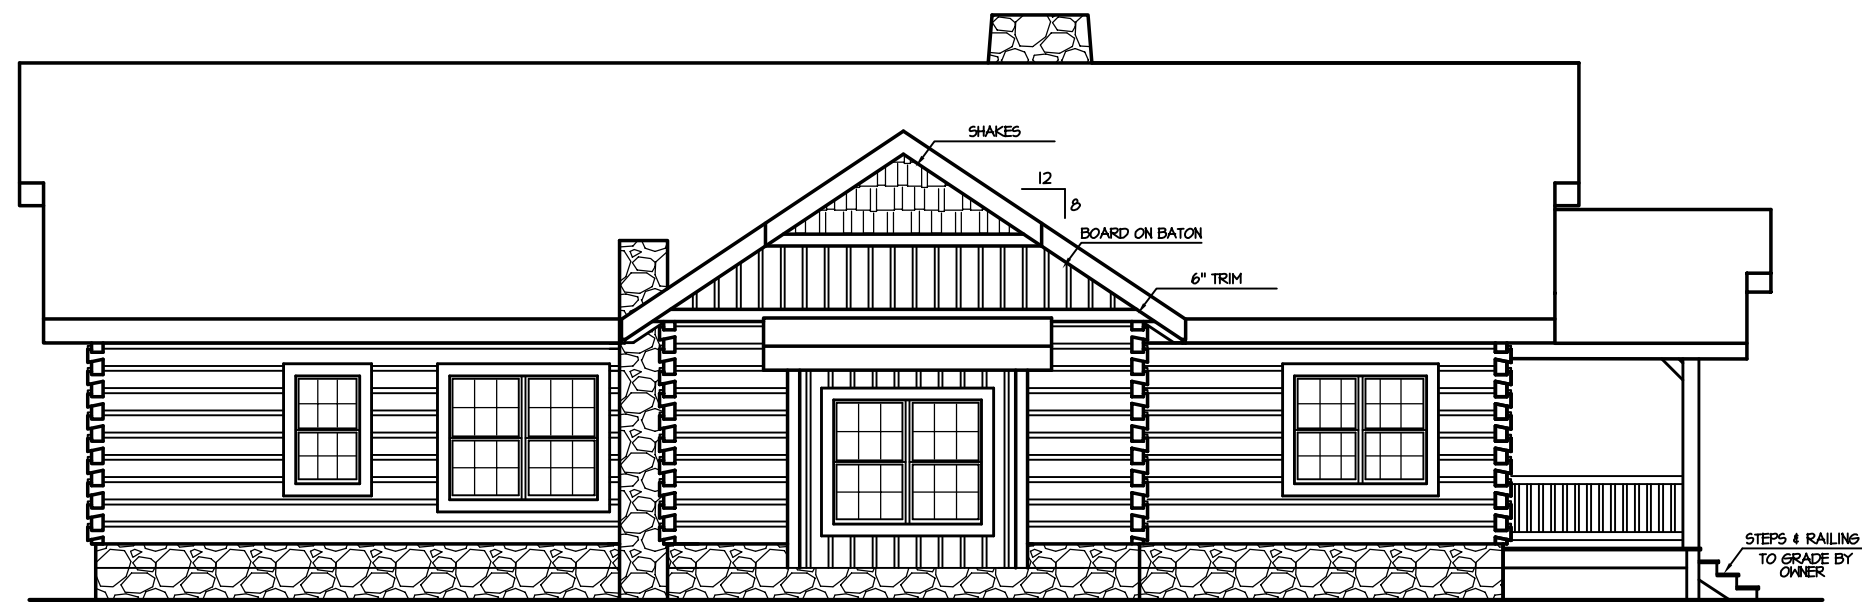 SHAKES
12
8
BOARD ON BATON
6" TRIM
STEPS & RAILING
TO GRADE BY
OWNER